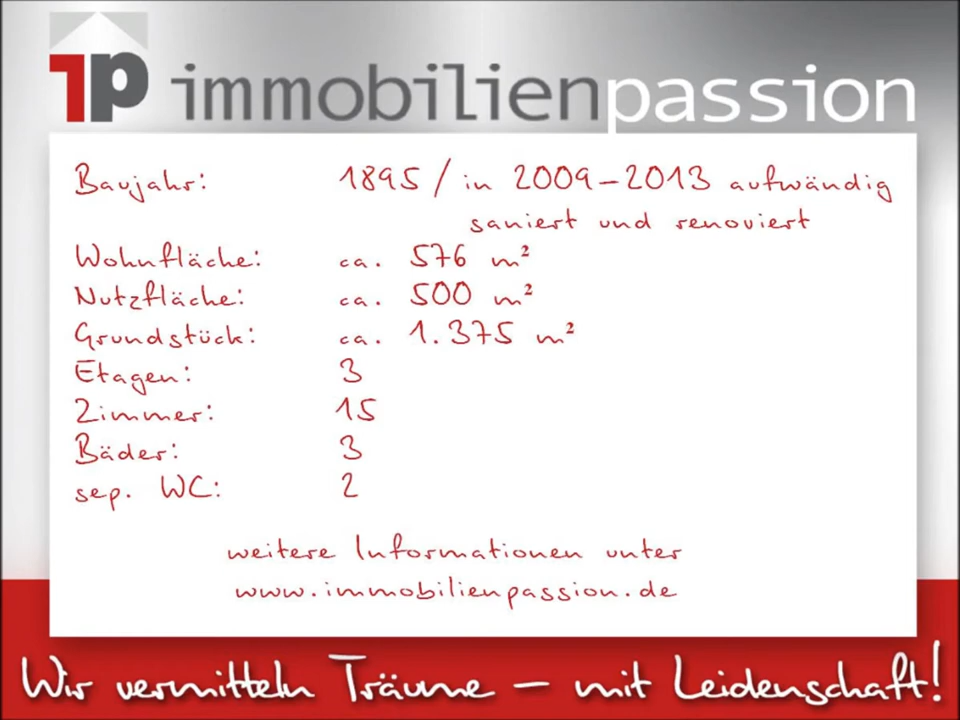 immobilienpassion
Baujahr: 1895 / in 2009-2013 aufwändig
saniert und renoviert
Wohnfläche: ca. 576 m²
Nutzfläche: ca. 500 m²
Grundstück: ca. 1.375 m²
Etagen: 3
Zimmer: 15
Bäder: 3
sep. WC: 2
weitere Informationen unter
www.immobilienpassion.de
Wir vermitteln Träume – mit Leidenschaft!